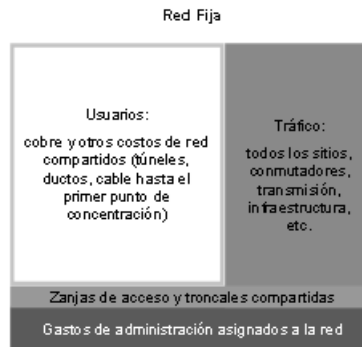 Red Fija
Usuarios:
cobre y otros costos de red
compartidos (túneles,
ductos, cable hasta el
primer punto de
concentración)
Tráfico:
todos los sitios,
conmutadores,
transmisión,
infraestructura,
etc.
Zanjas de acceso y troncales compartidas
Gastos de administración asignados a la red